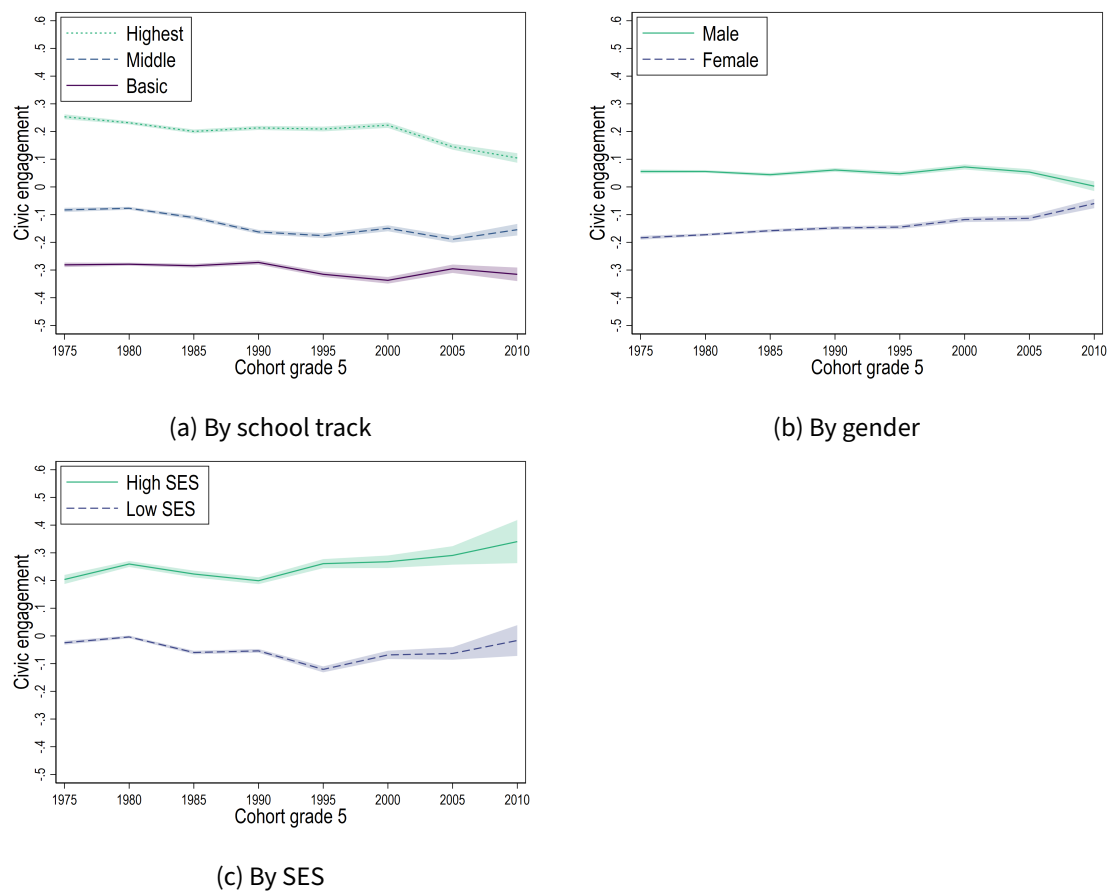 Civic engagement
.6
.5
.4
.3
.2
.1
0
-.1
-.2
-.3
-.4
-.5
Highest
Middle
Basic
1975 1980 1985 1990 1995 2000 2005 2010
Cohort grade 5
(a) By school track
Civic engagement
.6
.5
.4
.3
.2
.1
0
-.1
-.2
-.3
-.4
-.5
Male
Female
1975 1980 1985 1990 1995 2000 2005 2010
Cohort grade 5
(b) By gender
Civic engagement
.6
.5
.4
.3
.2
.1
0
-.1
-.2
-.3
-.4
-.5
High SES
Low SES
1975 1980 1985 1990 1995 2000 2005 2010
Cohort grade 5
(c) By SES